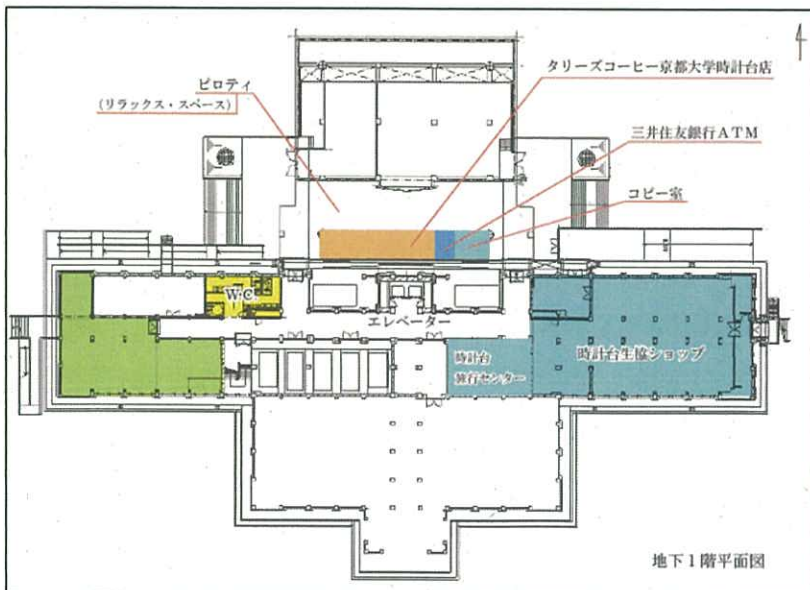 タリーズコーヒー京都大学時計台店
ピロティ
(リラックス・スペース)
三井住友銀行ATM
コピー室
W.C.
エレベーター
時計台
旅行センター
時計台生協ショップ
地下1階平面図